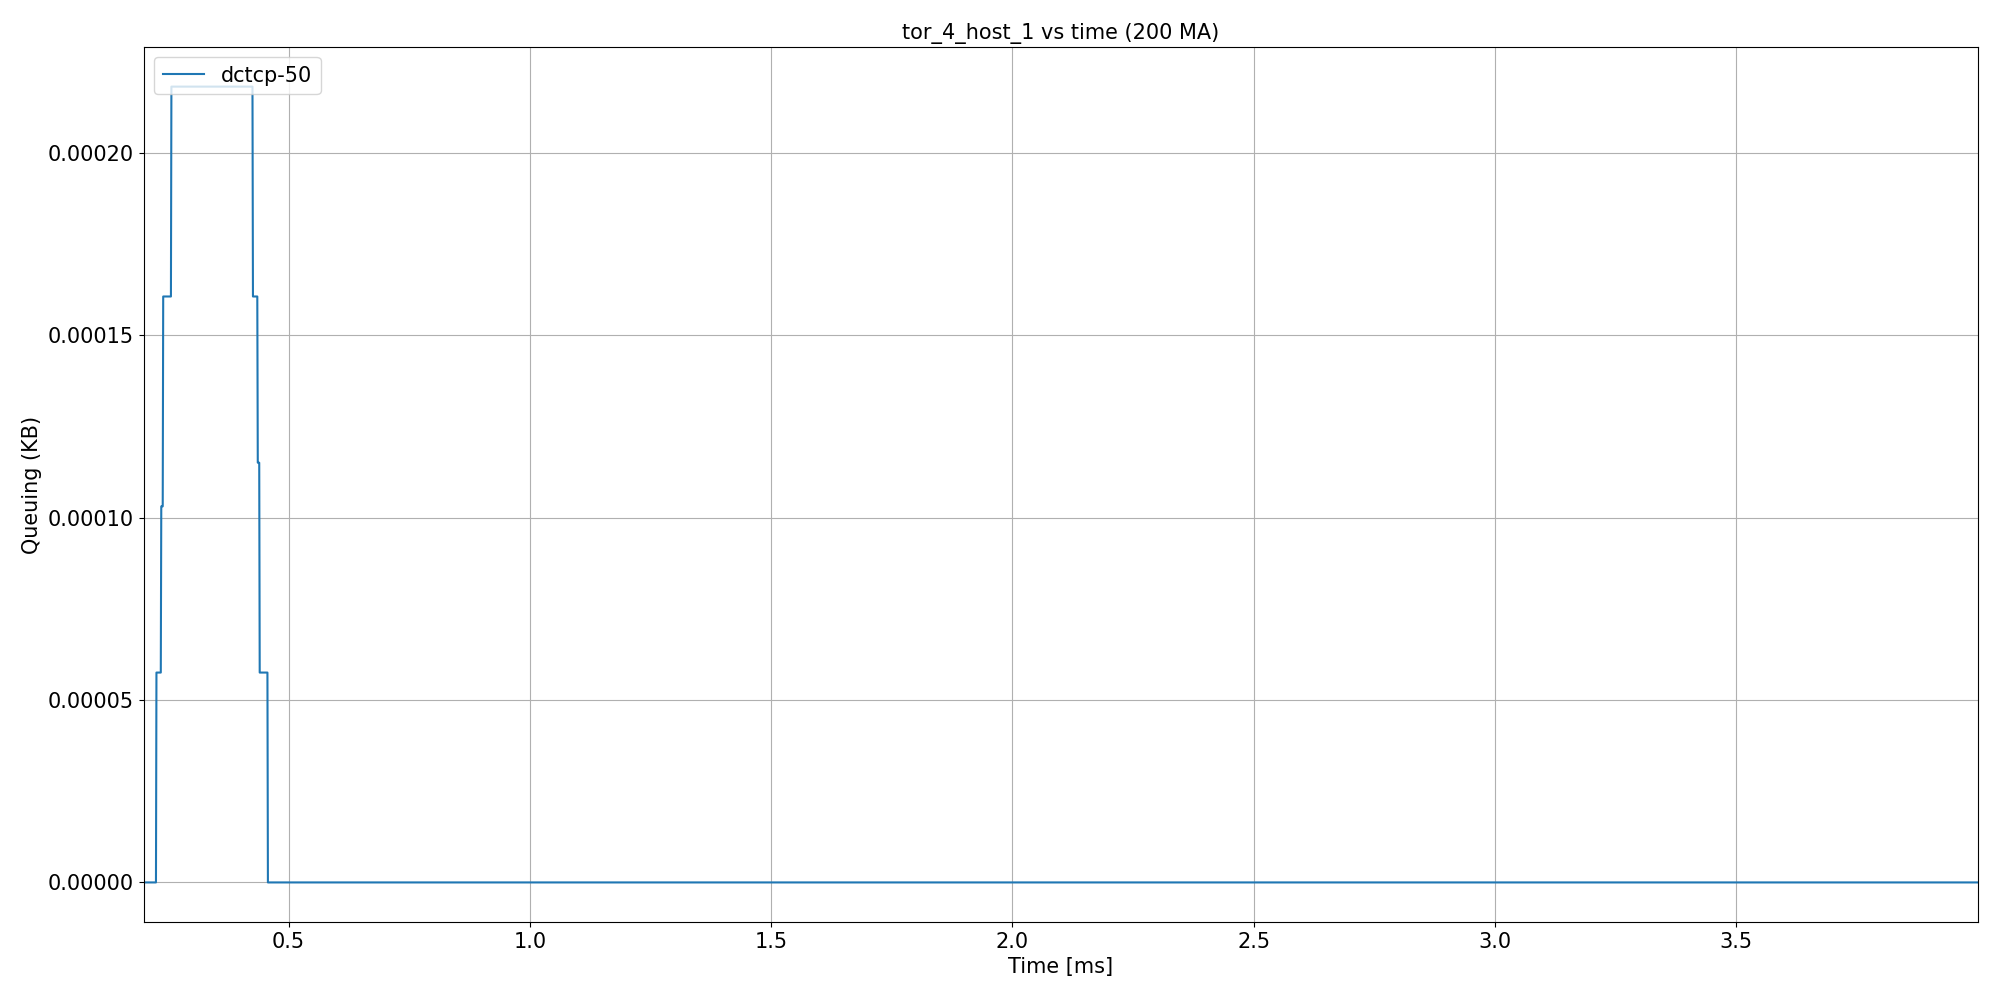 tor_4_host_1 vs time (200 MA)
dctcp-50
Queuing (KB)
0.00020
0.00015
0.00010
0.00005
0.00000
0.5 1.0 1.5 2.0 2.5 3.0 3.5
Time [ms]